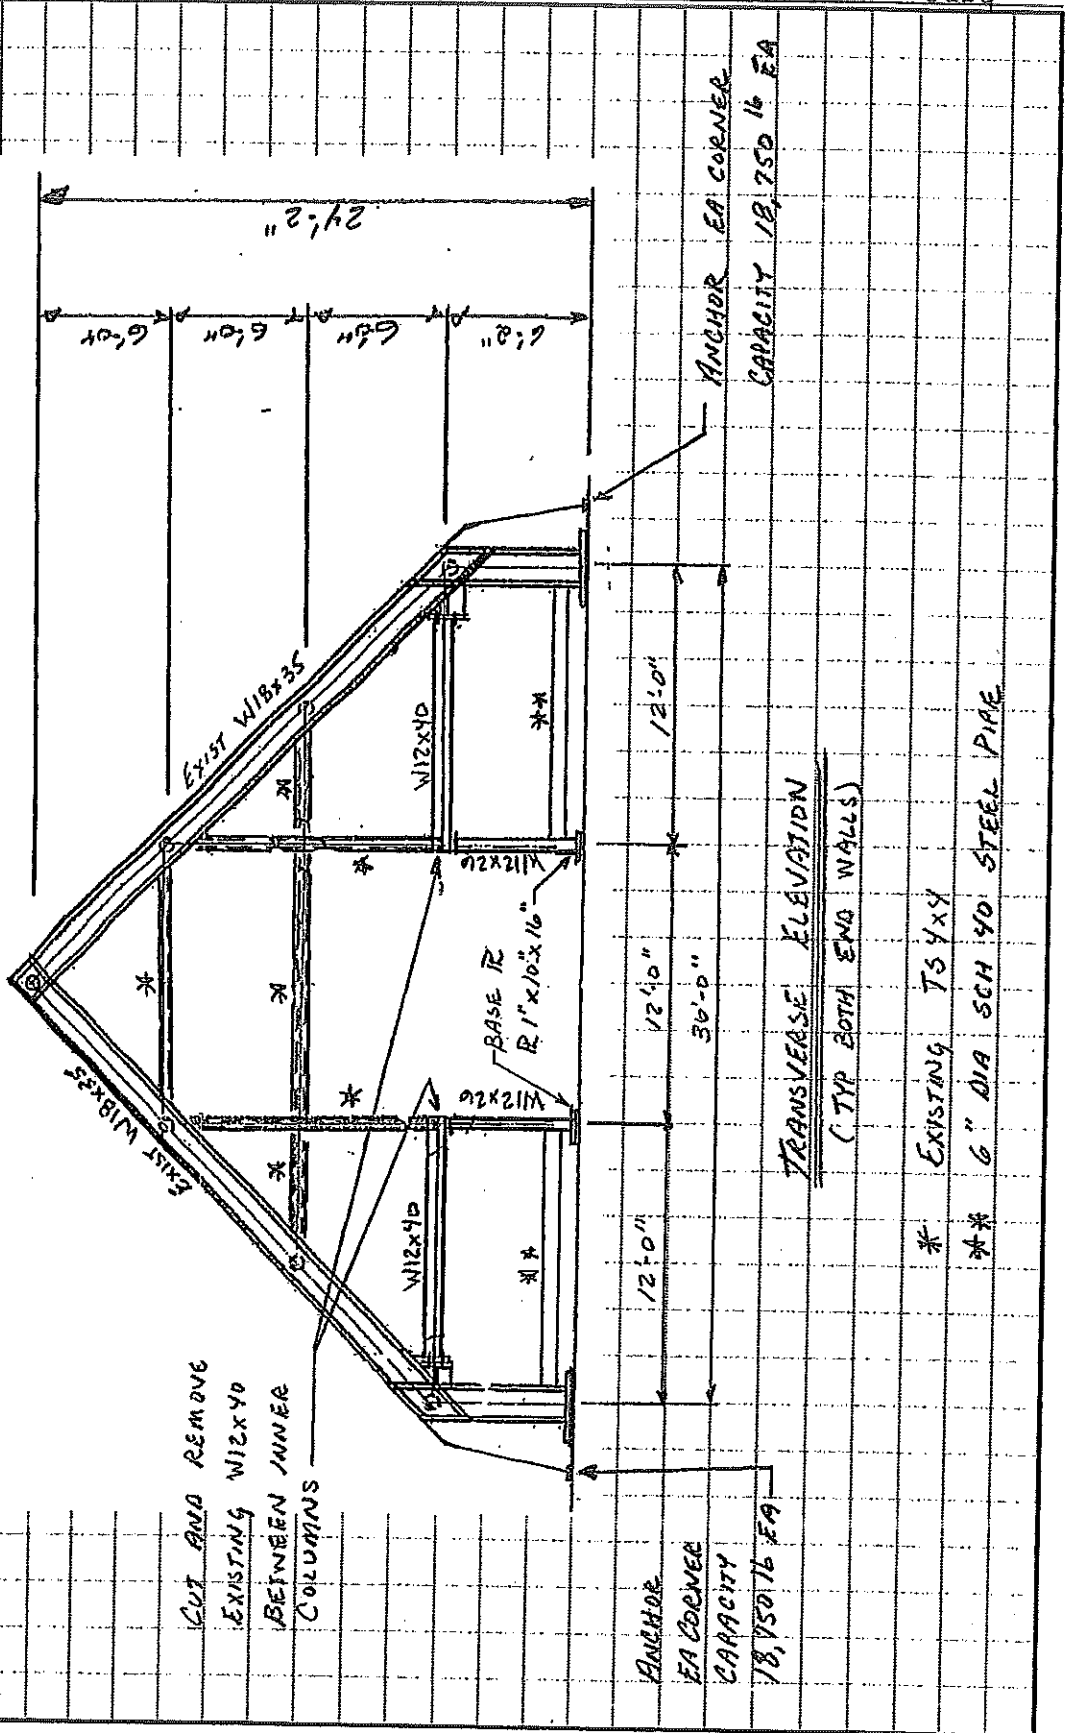 CUT AND REMOVE
EXISTING W12x40
BETWEEN INNER
COLUMNS
EXIST W18x35
EXIST W18x35
24'-2"
6'-0"
6'-0"
6'-0"
6'-2"
*
*
*
*
*
*
W12x40
W12x40
W12x26
W12x26
**
**
BASE PL
PL 1"x10"x16"
12'-0"
12'-0"
12'-0"
36'-0"
ANCHOR
EA CORNER
CAPACITY
18,750 lb EA
ANCHOR EA CORNER
CAPACITY 18,750 lb EA
TRANSVERSE ELEVATION
(TYP BOTH END WALLS)
* EXISTING TS 4x4
** 6" DIA SCH 40 STEEL PIPE